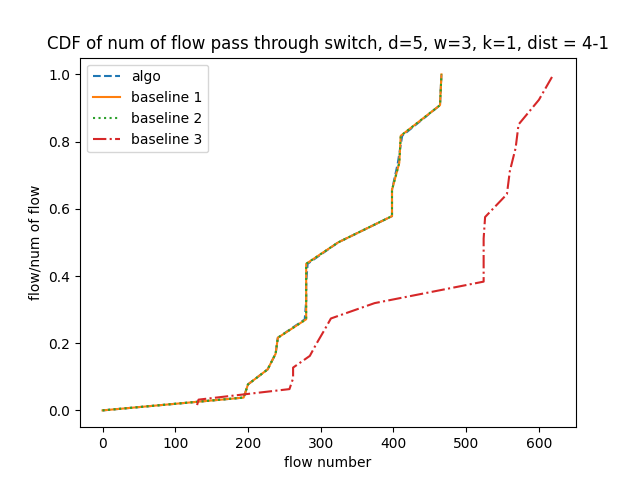 CDF of num of flow pass through switch, d=5, w=3, k=1, dist = 4-1
algo
baseline 1
baseline 2
baseline 3
1.0
0.8
0.6
0.4
0.2
0.0
flow/num of flow
0 100 200 300 400 500 600
flow number